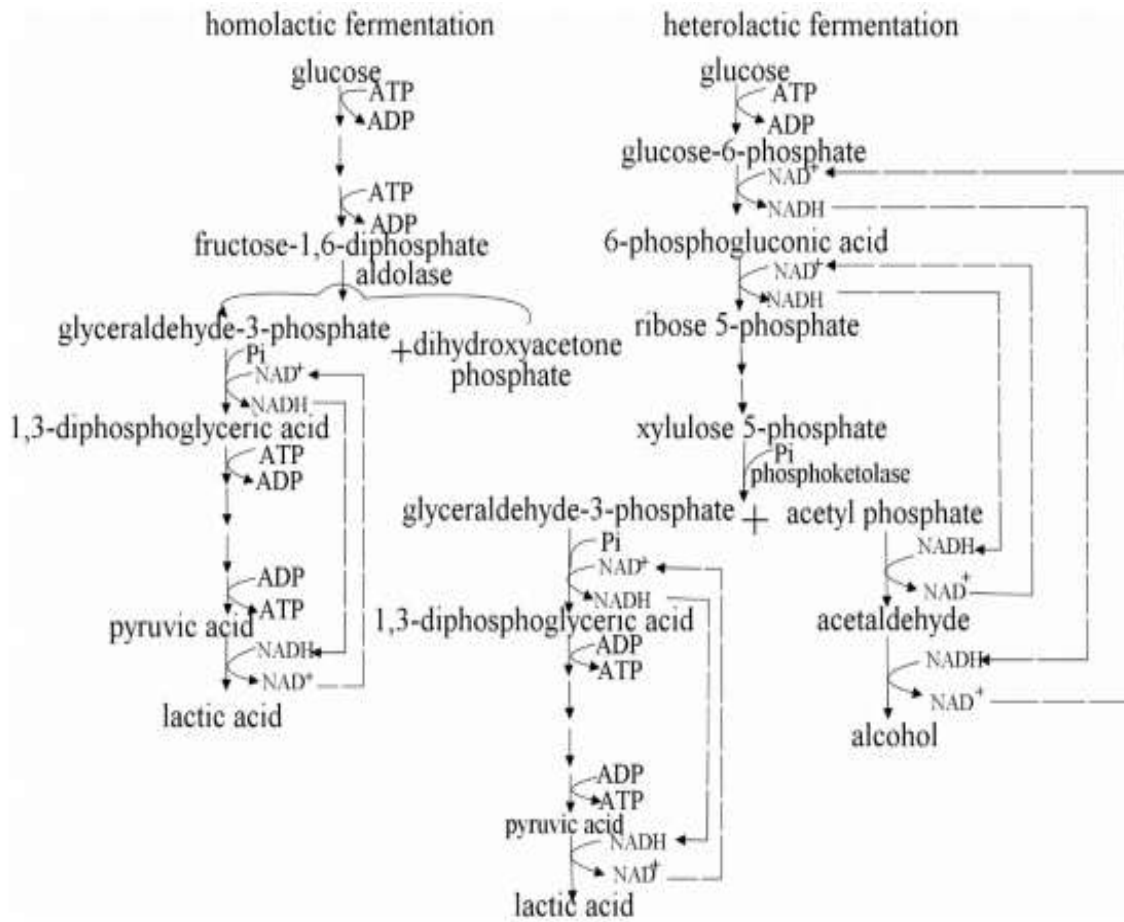 homolactic fermentation
glucose
ATP
ADP
ATP
ADP
fructose-1,6-diphosphate
aldolase
glyceraldehyde-3-phosphate
+
dihydroxyacetone
phosphate
Pi
NAD+
NADH
1,3-diphosphoglyceric acid
ATP
ADP
ADP
ATP
pyruvic acid
NADH
NAD+
lactic acid
heterolactic fermentation
glucose
ATP
ADP
glucose-6-phosphate
NAD+
NADH
6-phosphogluconic acid
NAD+
NADH
ribose 5-phosphate
xylulose 5-phosphate
Pi
phosphoketolase
glyceraldehyde-3-phosphate
+
acetyl phosphate
Pi
NAD+
NADH
1,3-diphosphoglyceric acid
ADP
ATP
ADP
ATP
pyruvic acid
NADH
NAD+
lactic acid
NADH
NAD+
acetaldehyde
NADH
NAD+
alcohol